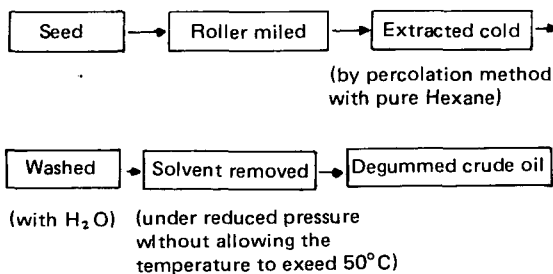 Seed Roller miled Extracted cold
(by percolation method
with pure Hexane)
Washed Solvent removed Degummed crude oil
(with H₂O) (under reduced pressure
without allowing the
temperature to exeed 50°C)